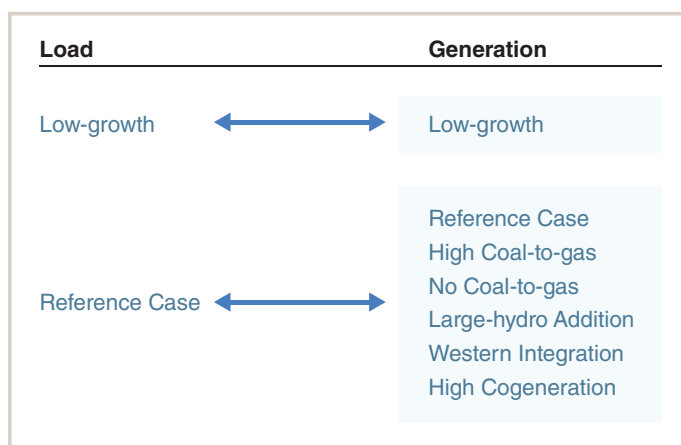 Load Generation
Low-growth Low-growth
Reference Case
High Coal-to-gas
No Coal-to-gas
Reference Case Large-hydro Addition
Western Integration
High Cogeneration